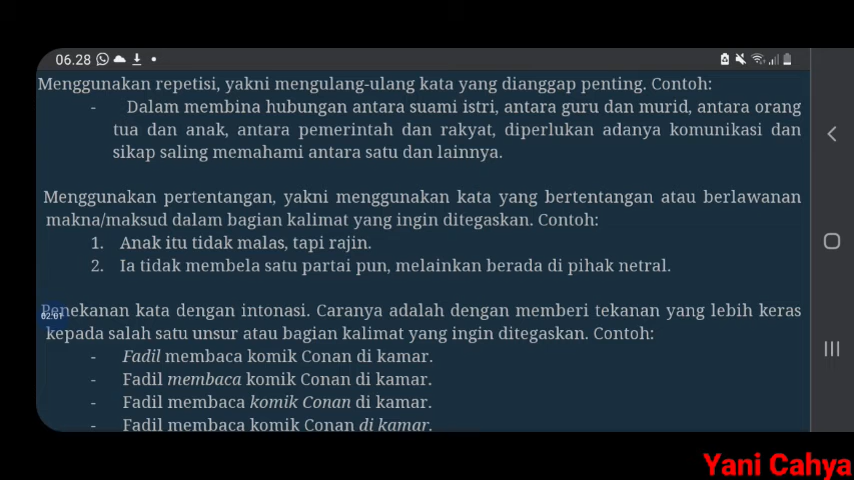 06.28
Menggunakan repetisi, yakni mengulang-ulang kata yang dianggap penting. Contoh:
- Dalam membina hubungan antara suami istri, antara guru dan murid, antara orang
tua dan anak, antara pemerintah dan rakyat, diperlukan adanya komunikasi dan
sikap saling memahami antara satu dan lainnya.
Menggunakan pertentangan, yakni menggunakan kata yang bertentangan atau berlawanan
makna/maksud dalam bagian kalimat yang ingin ditegaskan. Contoh:
1. Anak itu tidak malas, tapi rajin.
2. Ia tidak membela satu partai pun, melainkan berada di pihak netral.
Penekanan kata dengan intonasi. Caranya adalah dengan memberi tekanan yang lebih keras
02:01
kepada salah satu unsur atau bagian kalimat yang ingin ditegaskan. Contoh:
- Fadil membaca komik Conan di kamar.
- Fadil membaca komik Conan di kamar.
- Fadil membaca komik Conan di kamar.
- Fadil membaca komik Conan di kamar.
Yani Cahya